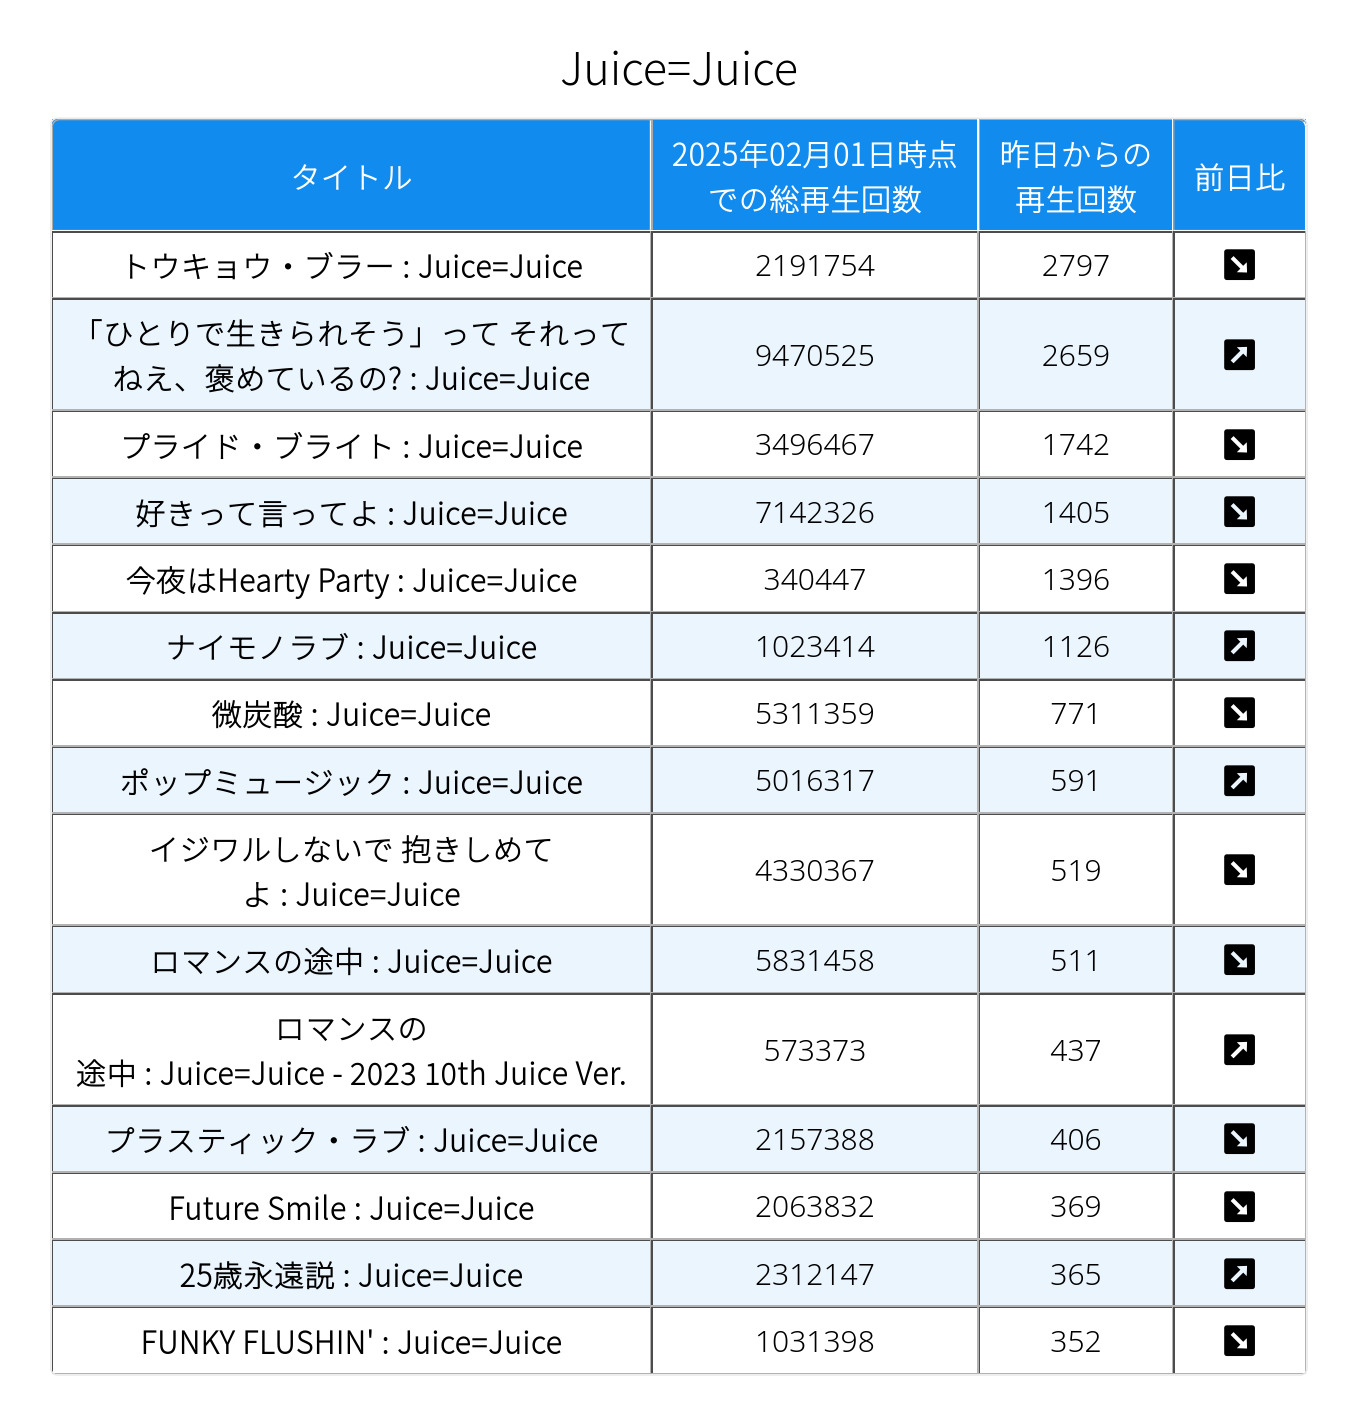 Juice=Juice
タイトル
2025年02月01日時点
での総再生回数
昨日からの
再生回数
前日比
トウキョウ・ブラー : Juice=Juice
2191754
2797
「ひとりで生きられそう」って それって
ねえ、褒めているの? : Juice=Juice
9470525
2659
プライド・ブライト : Juice=Juice
3496467
1742
好きって言ってよ : Juice=Juice
7142326
1405
今夜はHearty Party : Juice=Juice
340447
1396
ナイモノラブ : Juice=Juice
1023414
1126
微炭酸 : Juice=Juice
5311359
771
ポップミュージック : Juice=Juice
5016317
591
イジワルしないで 抱きしめて
よ : Juice=Juice
4330367
519
ロマンスの途中 : Juice=Juice
5831458
511
ロマンスの
途中 : Juice=Juice - 2023 10th Juice Ver.
573373
437
プラスティック・ラブ : Juice=Juice
2157388
406
Future Smile : Juice=Juice
2063832
369
25歳永遠説 : Juice=Juice
2312147
365
FUNKY FLUSHIN' : Juice=Juice
1031398
352